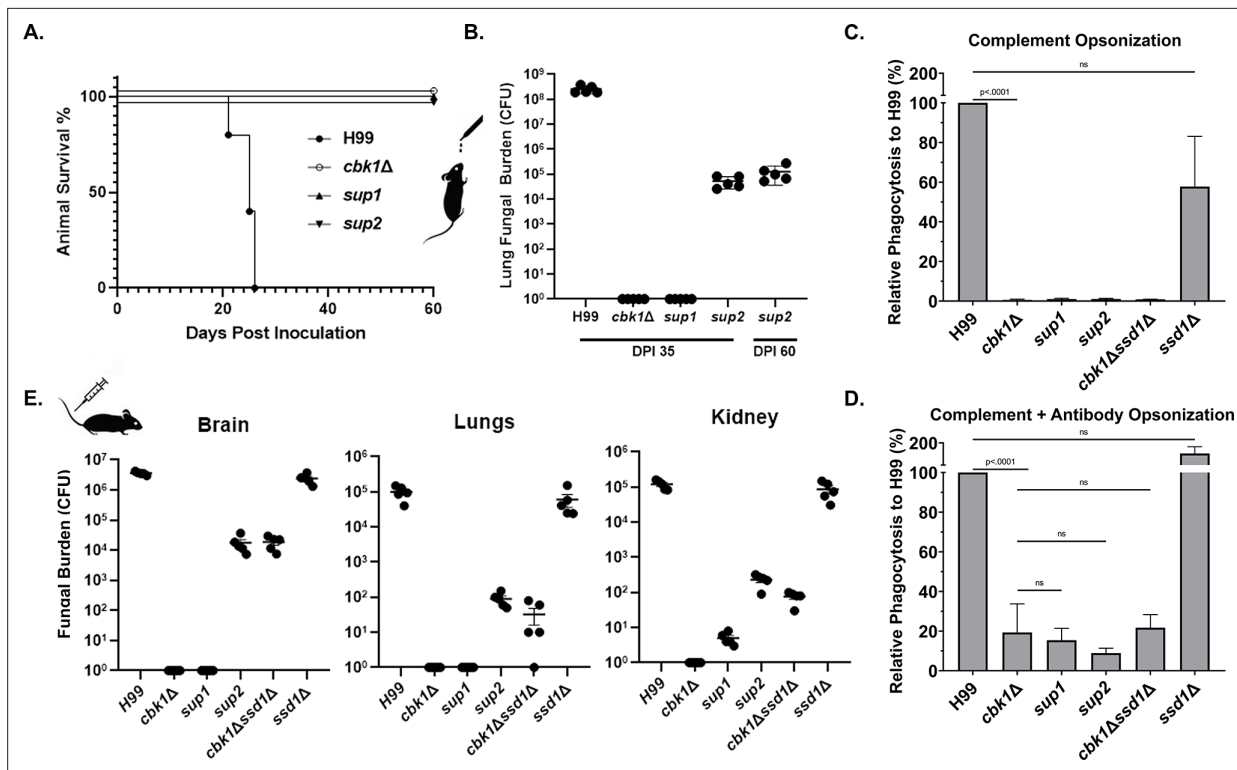 A.
Animal Survival %
100
50
0
0
20
40
60
Days Post Inoculation
H99
cbk1Δ
sup1
sup2
B.
Lung Fungal Burden (CFU)
10⁹
10⁸
10⁷
10⁶
10⁵
10⁴
10³
10²
10¹
10⁰
H99 cbk1Δ sup1 sup2 sup2
DPI 35 DPI 60
C.
Complement Opsonization
Relative Phagocytosis to H99 (%)
ns
p<.0001
200
100
80
60
40
20
0
H99 cbk1Δ sup1 sup2 cbk1Δssd1Δ ssd1Δ
D.
Complement + Antibody Opsonization
Relative Phagocytosis to H99 (%)
ns
p<.0001
ns
ns
ns
200
100
80
60
40
20
0
H99 cbk1Δ sup1 sup2 cbk1Δssd1Δ ssd1Δ
E.
Brain
Fungal Burden (CFU)
10⁷
10⁶
10⁵
10⁴
10³
10²
10¹
10⁰
H99 cbk1Δ sup1 sup2 cbk1Δssd1Δ ssd1Δ
Lungs
10⁶
10⁵
10⁴
10³
10²
10¹
10⁰
H99 cbk1Δ sup1 sup2 cbk1Δssd1Δ ssd1Δ
Kidney
10⁶
10⁵
10⁴
10³
10²
10¹
10⁰
H99 cbk1Δ sup1 sup2 cbk1Δssd1Δ ssd1Δ